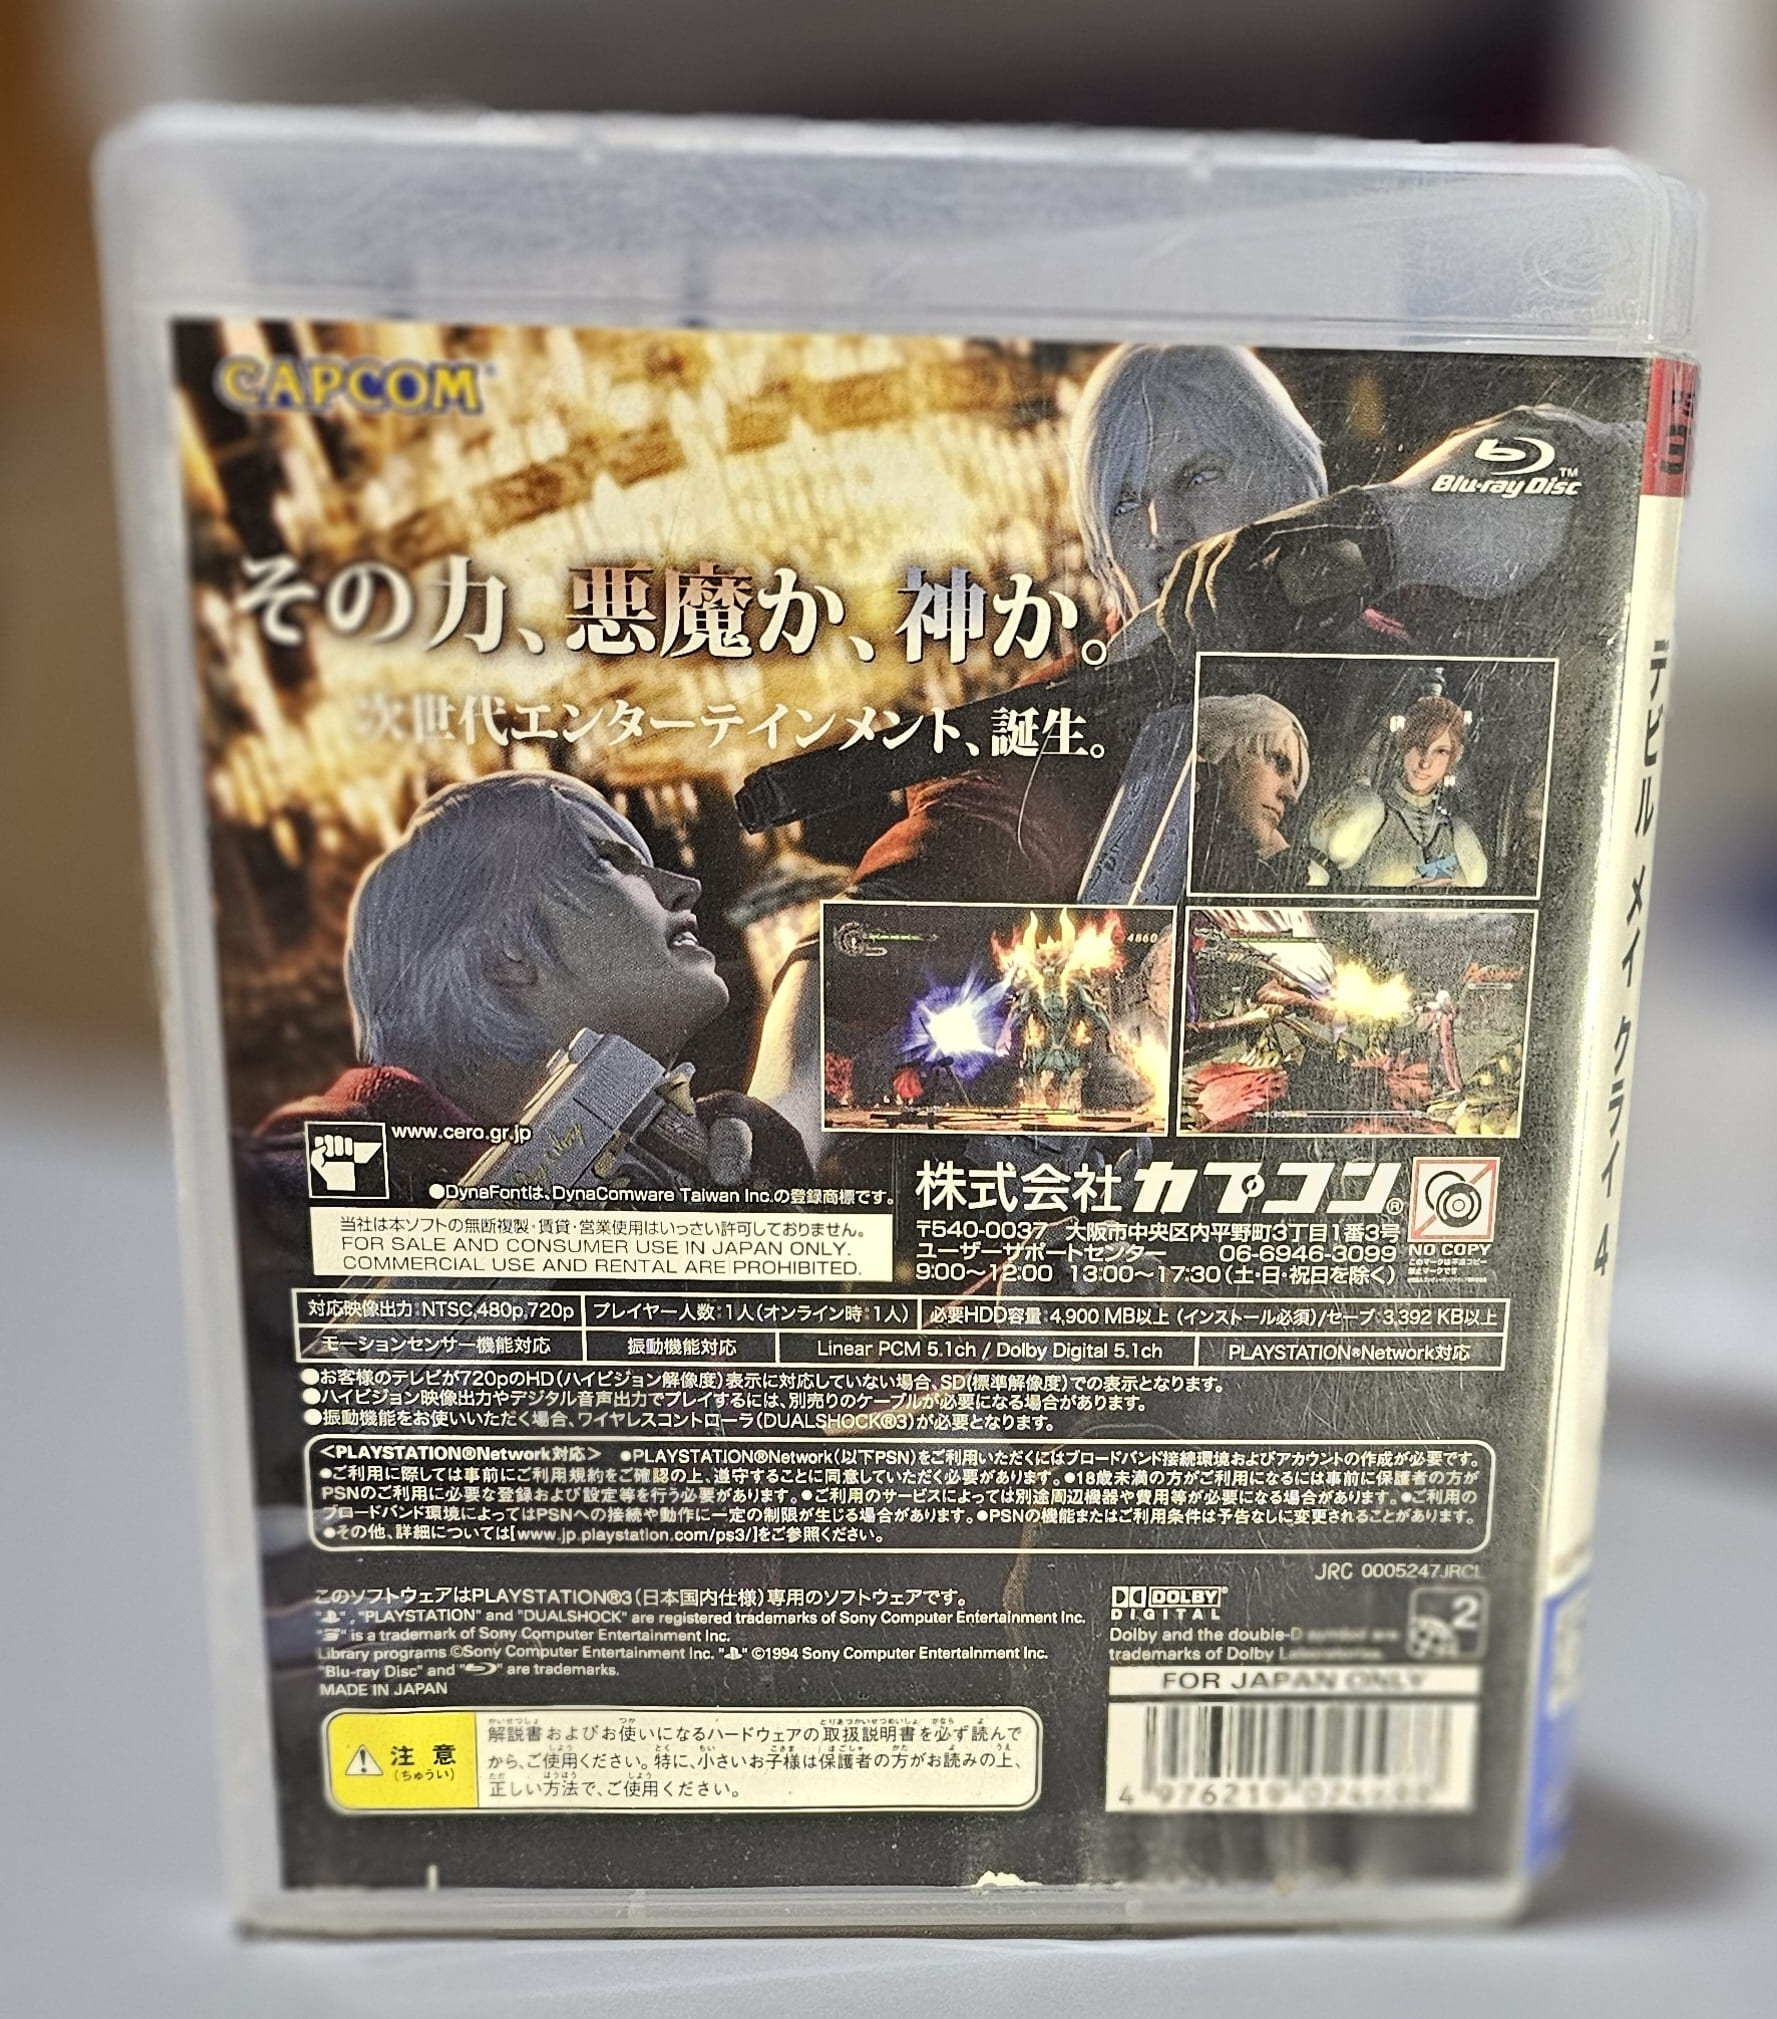 CAPCOM
Blu-ray Disc™
その力、悪魔か、神か。
次世代エンターテインメント、誕生。
デビル メイ クライ 4
4860
www.cero.gr.jp
●DynaFontは、DynaComware Taiwan Inc.の登録商標です。
当社は本ソフトの無断複製・賃貸・営業使用はいっさい許可しておりません。
FOR SALE AND CONSUMER USE IN JAPAN ONLY.
COMMERCIAL USE AND RENTAL ARE PROHIBITED.
株式会社カプコン®
〒540-0037 大阪市中央区内平野町3丁目1番3号
ユーザーサポートセンター 06-6946-3099
9:00～12:00 13:00～17:30(土・日・祝日を除く)
NO COPY
対応映像出力:NTSC,480p,720p プレイヤー人数:1人(オンライン時:1人) 必要HDD容量:4,900 MB以上 (インストール必須)/セーブ:3,392 KB以上
モーションセンサー機能対応 振動機能対応 Linear PCM 5.1ch / Dolby Digital 5.1ch PLAYSTATION®Network対応
●お客様のテレビが720pのHD(ハイビジョン解像度)表示に対応していない場合、SD(標準解像度)での表示となります。
●ハイビジョン映像出力やデジタル音声出力でプレイするには、別売りのケーブルが必要になる場合があります。
●振動機能をお使いいただく場合、ワイヤレスコントローラ(DUALSHOCK®3)が必要となります。
<PLAYSTATION®Network対応> ●PLAYSTATION®Network(以下PSN)をご利用いただくにはブロードバンド接続環境およびアカウントの作成が必要です。
●ご利用に際しては事前にご利用規約をご確認の上、遵守することに同意していただく必要があります。●18歳未満の方がご利用になるには事前に保護者の方が
PSNのご利用に必要な登録および設定等を行う必要があります。●ご利用のサービスによっては別途周辺機器や費用等が必要になる場合があります。●ご利用の
ブロードバンド環境によってはPSNへの接続や動作に一定の制限が生じる場合があります。●PSNの機能またはご利用条件は予告なしに変更されることがあります。
●その他、詳細については[www.jp.playstation.com/ps3/]をご参照ください。
JRC 0005247JRCL
このソフトウェアはPLAYSTATION®3(日本国内仕様)専用のソフトウェアです。
" ", "PLAYSTATION" and "DUALSHOCK" are registered trademarks of Sony Computer Entertainment Inc.
" " is a trademark of Sony Computer Entertainment Inc.
Library programs ©Sony Computer Entertainment Inc. " " ©1994 Sony Computer Entertainment Inc.
"Blu-ray Disc" and " " are trademarks.
MADE IN JAPAN
DOLBY
DIGITAL
Dolby and the double-D symbol are
trademarks of Dolby Laboratories.
2
FOR JAPAN ONLY
4 976219
注意
(ちゅうい)
解説書およびお使いになるハードウェアの取扱説明書を必ず読んで
から、ご使用ください。特に、小さいお子様は保護者の方がお読みの上、
正しい方法で、ご使用ください。